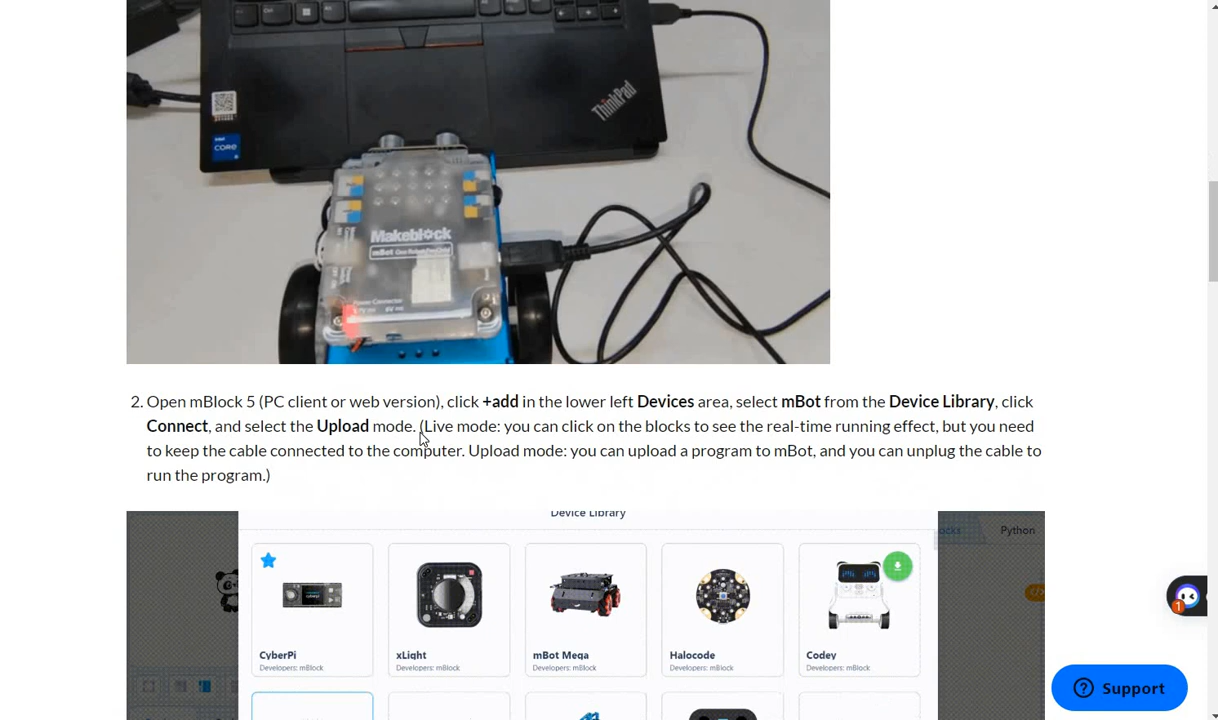 CORE
ThinkPad
Makeblock
2. Open mBlock 5 (PC client or web version), click +add in the lower left Devices area, select mBot from the Device Library, click
Connect, and select the Upload mode. (Live mode: you can click on the blocks to see the real-time running effect, but you need
to keep the cable connected to the computer. Upload mode: you can upload a program to mBot, and you can unplug the cable to
run the program.)
Device Library
ocks Python
CyberPi xLight mBot Mega Halocode Codey
Developers: mBlock Developers: mBlock Developers: mBlock Developers: mBlock Developers: mBlock
1
Support